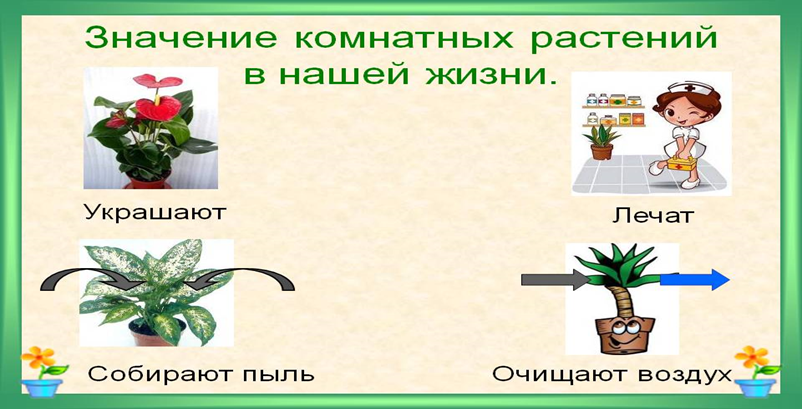 Значение комнатных растений
в нашей жизни.
Украшают
Лечат
Собирают пыль
Очищают воздух